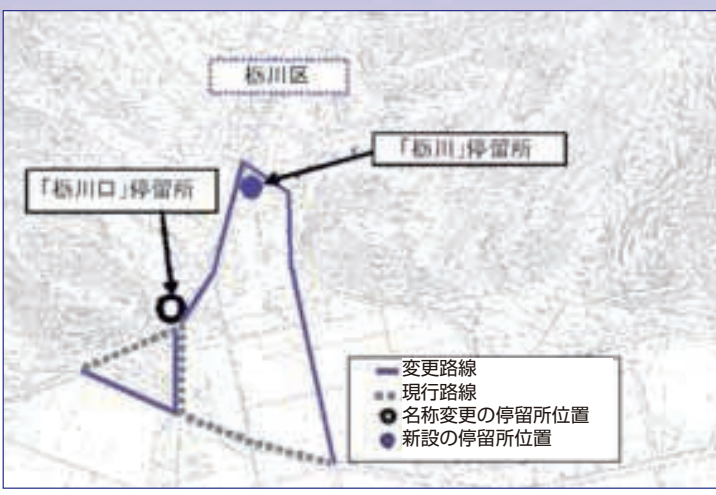 栃川区
「栃川」停留所
「栃川口」停留所
変更路線
現行路線
名称変更の停留所位置
新設の停留所位置